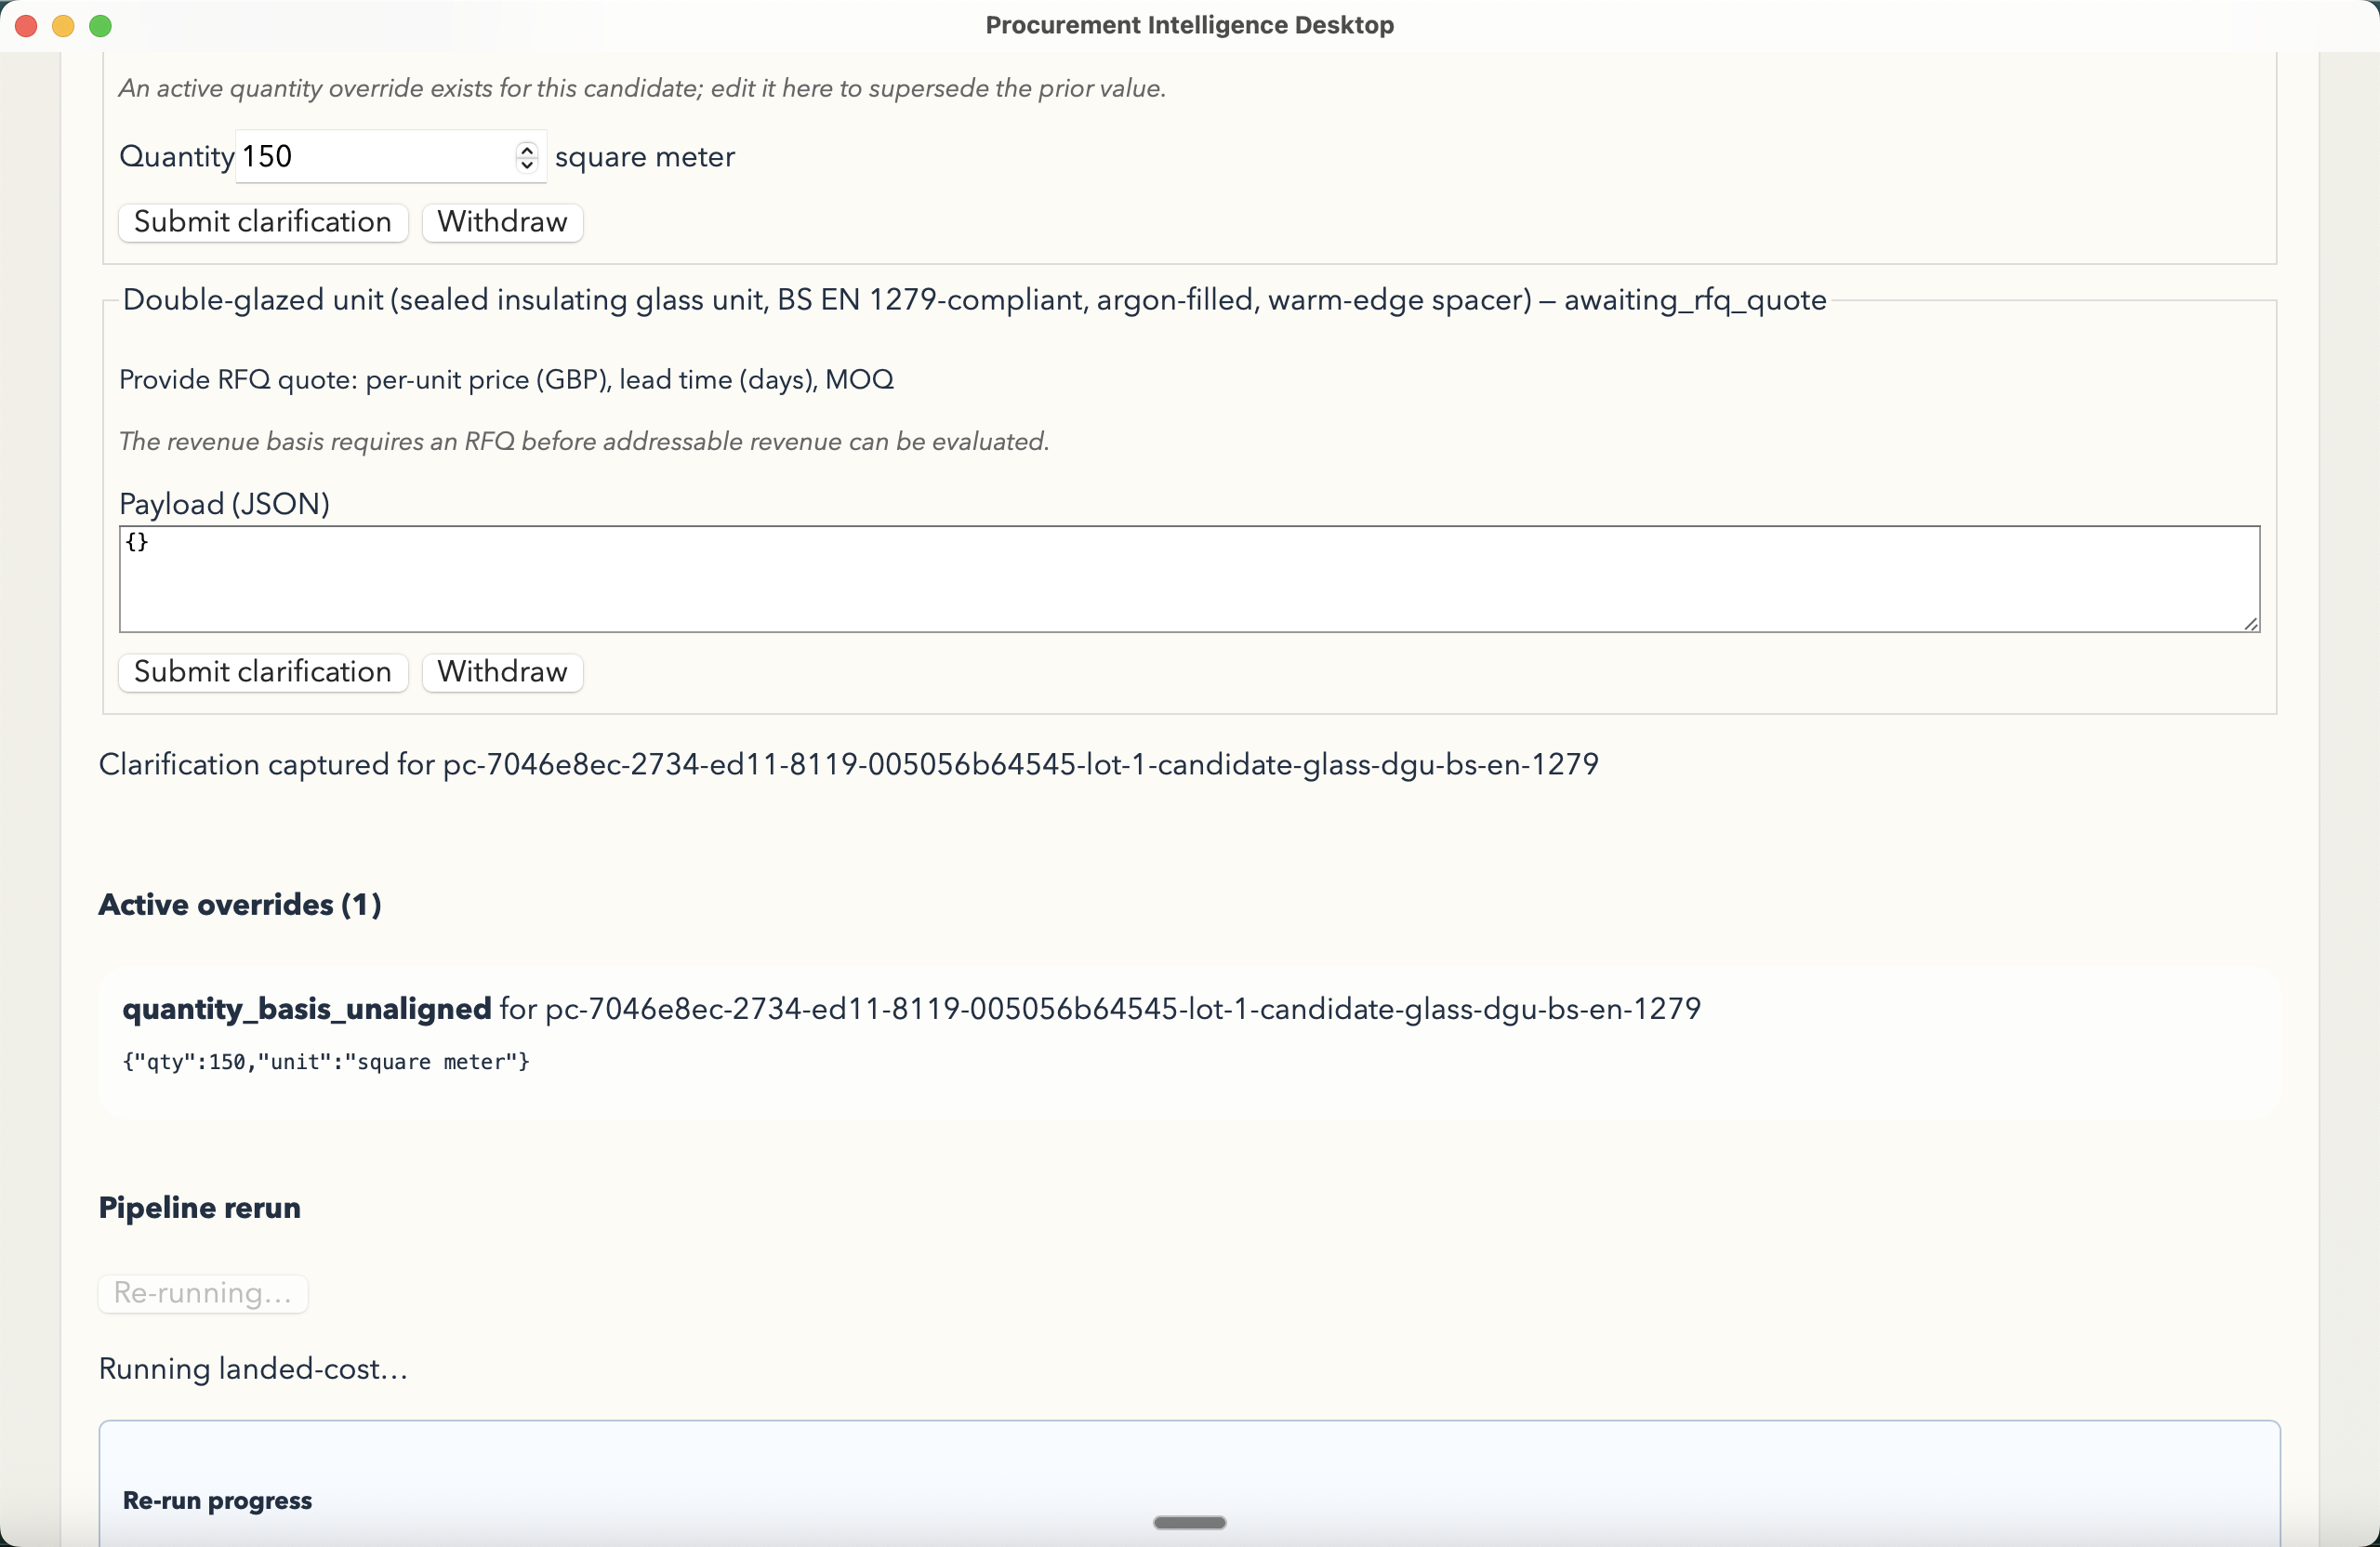 Procurement Intelligence Desktop
An active quantity override exists for this candidate; edit it here to supersede the prior value.
Quantity 150 square meter
Submit clarification Withdraw
Double-glazed unit (sealed insulating glass unit, BS EN 1279-compliant, argon-filled, warm-edge spacer) — awaiting_rfq_quote
Provide RFQ quote: per-unit price (GBP), lead time (days), MOQ
The revenue basis requires an RFQ before addressable revenue can be evaluated.
Payload (JSON)
{}
Submit clarification Withdraw
Clarification captured for pc-7046e8ec-2734-ed11-8119-005056b64545-lot-1-candidate-glass-dgu-bs-en-1279
Active overrides (1)
quantity_basis_unaligned for pc-7046e8ec-2734-ed11-8119-005056b64545-lot-1-candidate-glass-dgu-bs-en-1279
{"qty":150,"unit":"square meter"}
Pipeline rerun
Re-running…
Running landed-cost…
Re-run progress